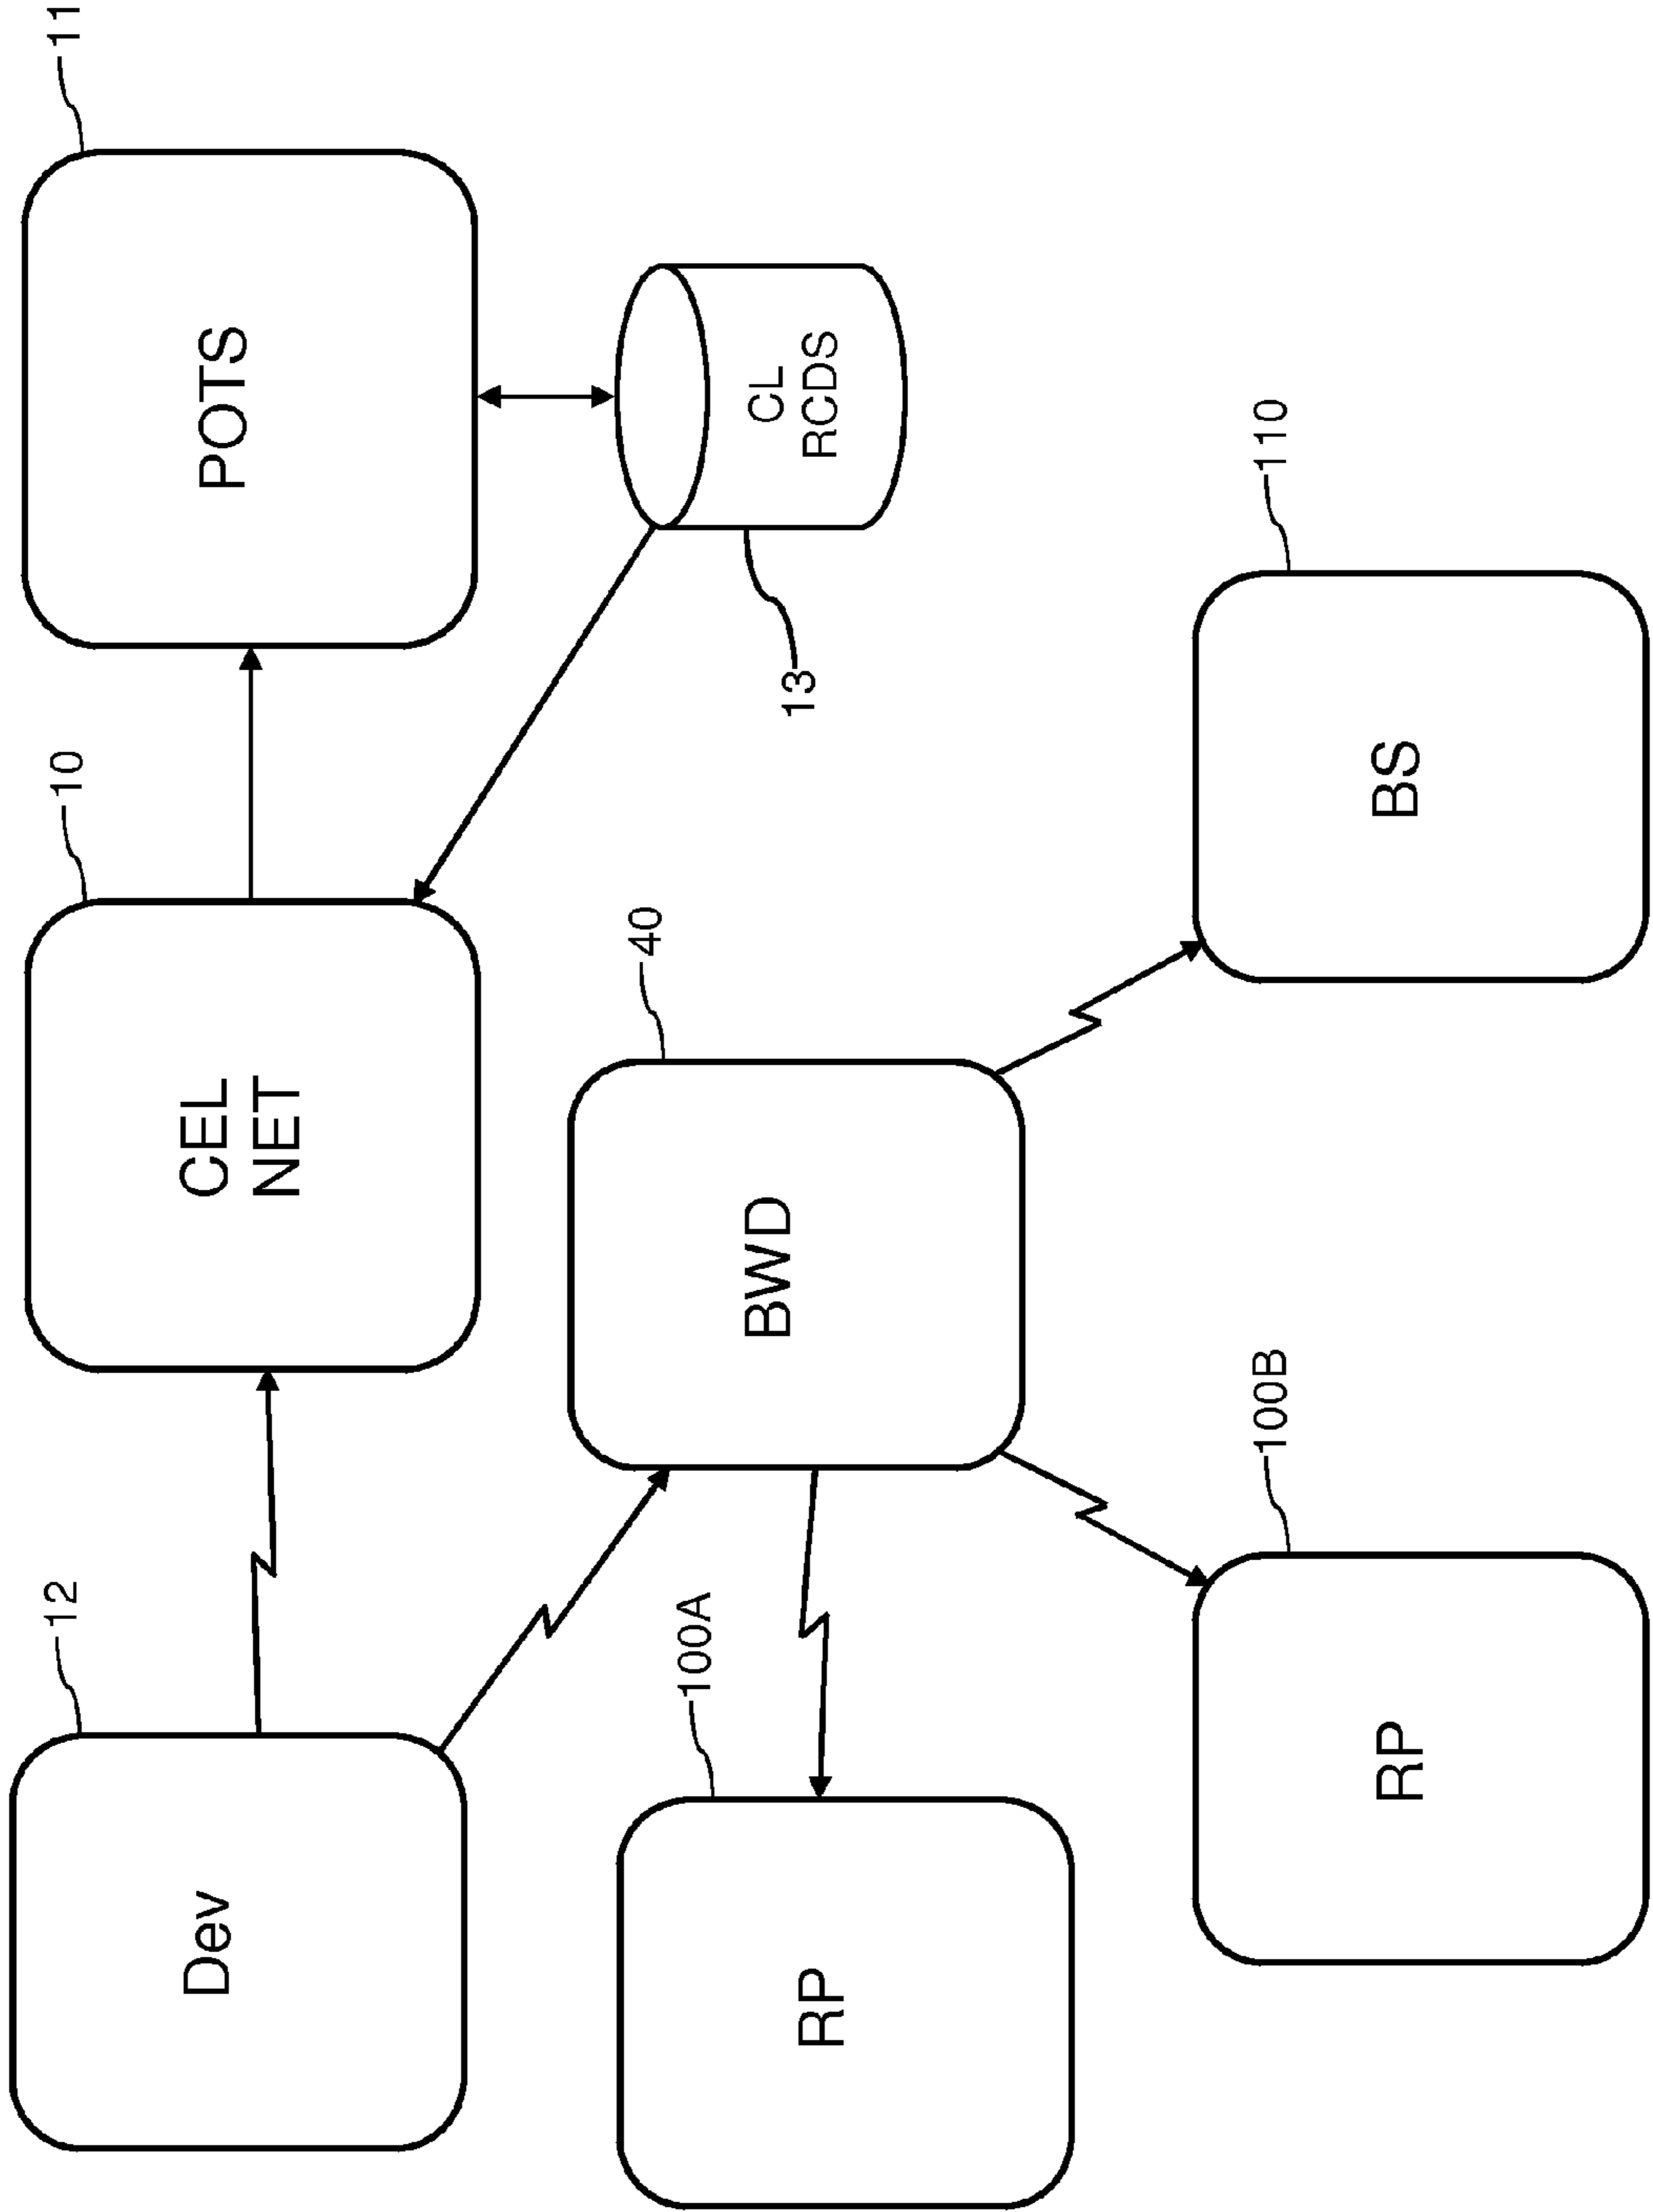 12
Dev
10
CEL
NET
11
POTS
100A
RP
40
BWD
13
CL
RCDS
100B
RP
110
BS